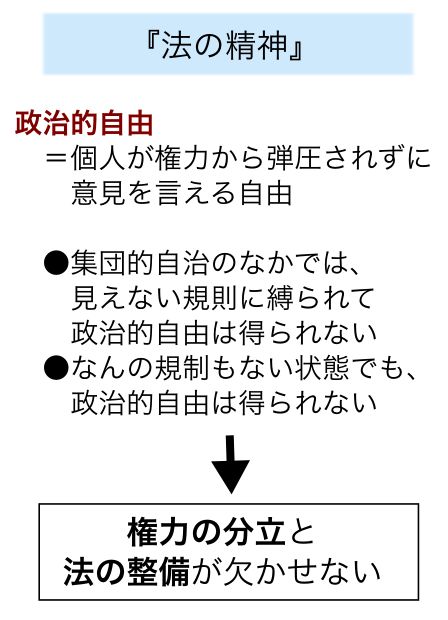 『法の精神』
政治的自由
＝個人が権力から弾圧されずに
意見を言える自由
●集団的自治のなかでは、
見えない規則に縛られて
政治的自由は得られない
●なんの規制もない状態でも、
政治的自由は得られない
権力の分立と
法の整備が欠かせない